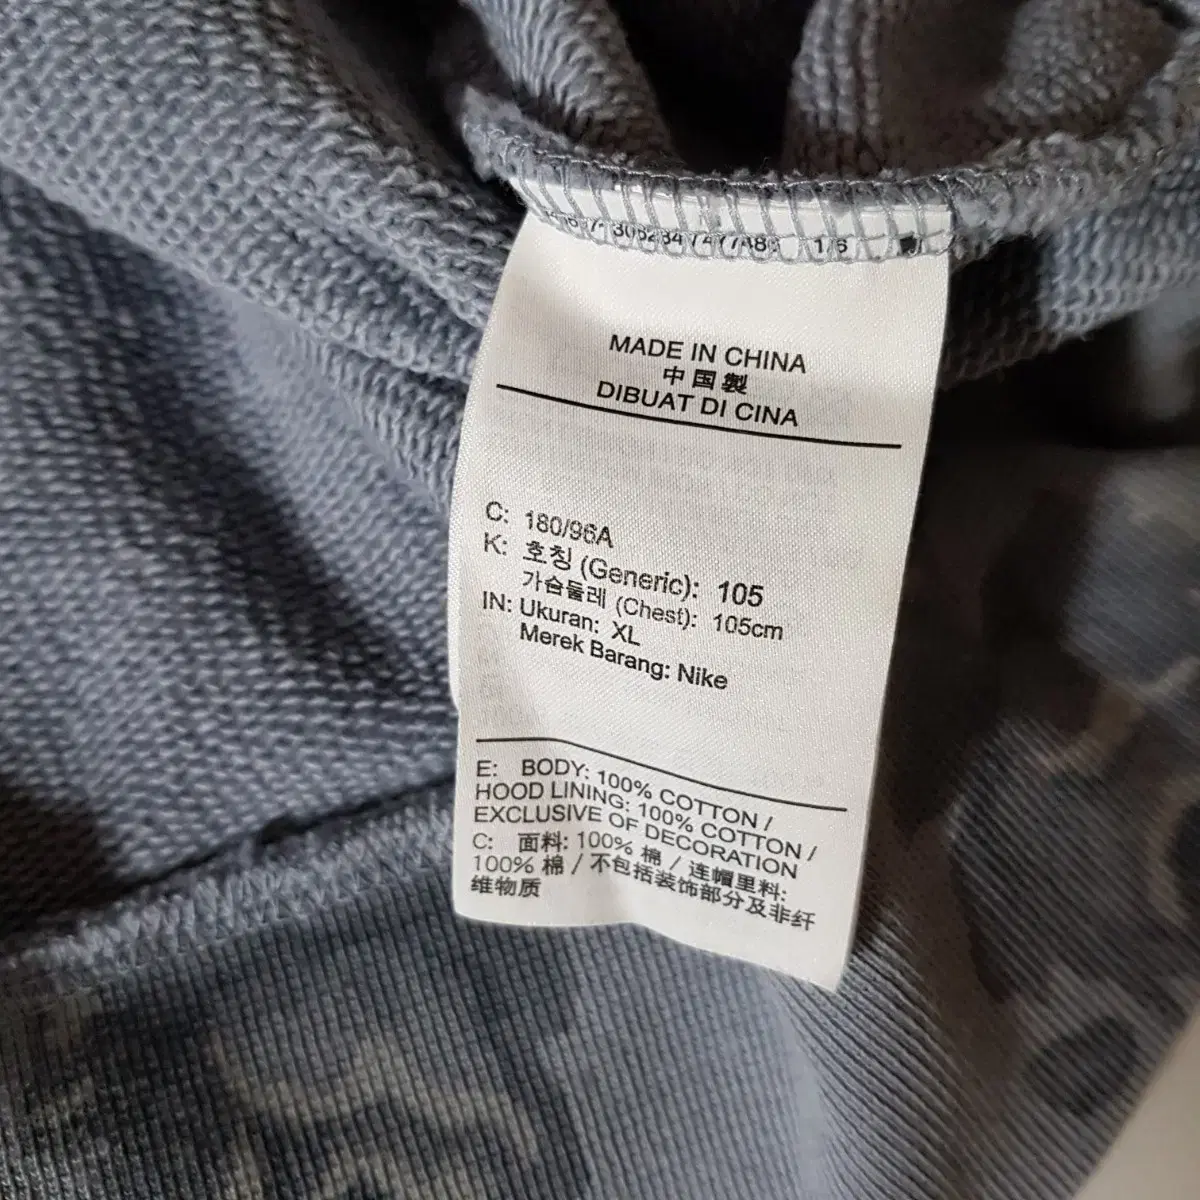 1/6
MADE IN CHINA
中国製
DIBUAT DI CINA
C: 180/96A
K: 호칭 (Generic): 105
가슴둘레 (Chest): 105cm
IN: Ukuran: XL
Merek Barang: Nike
E: BODY: 100% COTTON /
HOOD LINING: 100% COTTON /
EXCLUSIVE OF DECORATION
C: 面料: 100% 棉 / 连帽里料:
100% 棉 / 不包括装饰部分及非纤
维物质